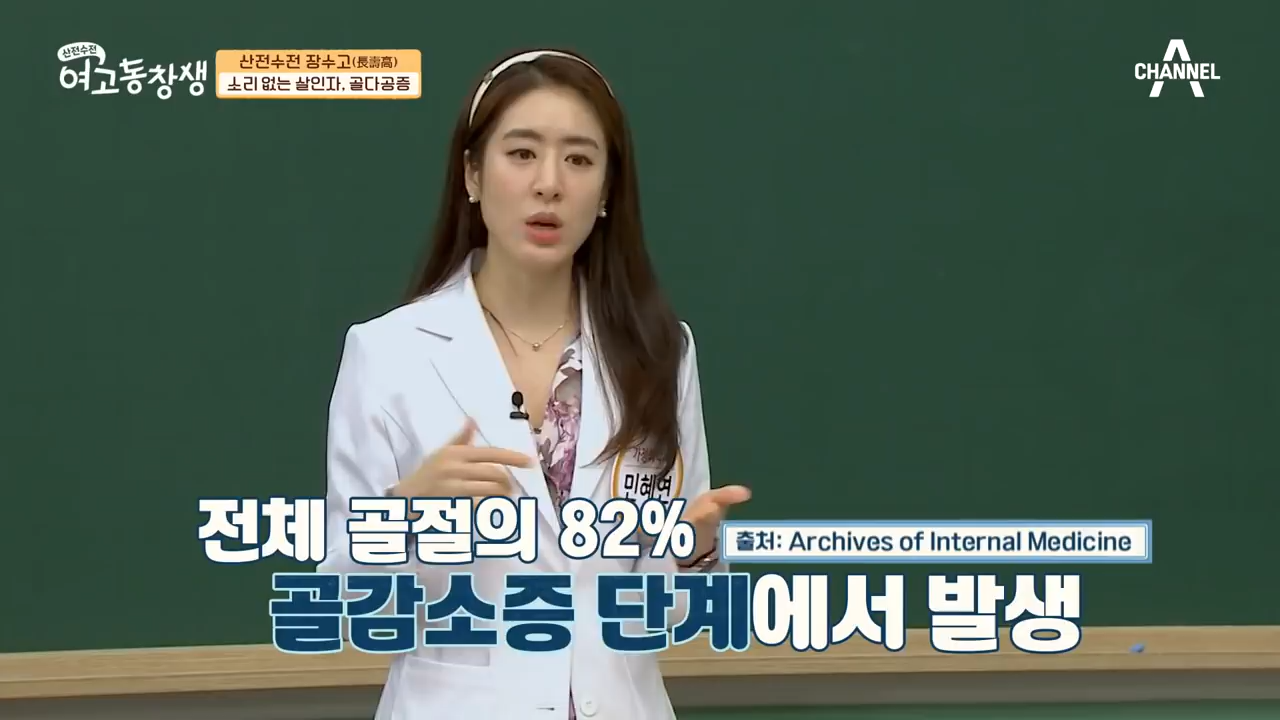 산전수전
여고동창생
산전수전 장수고(長壽高)
소리 없는 살인자, 골다공증
CHANNEL A
민혜연
전체 골절의 82%
출처: Archives of Internal Medicine
골감소증 단계에서 발생